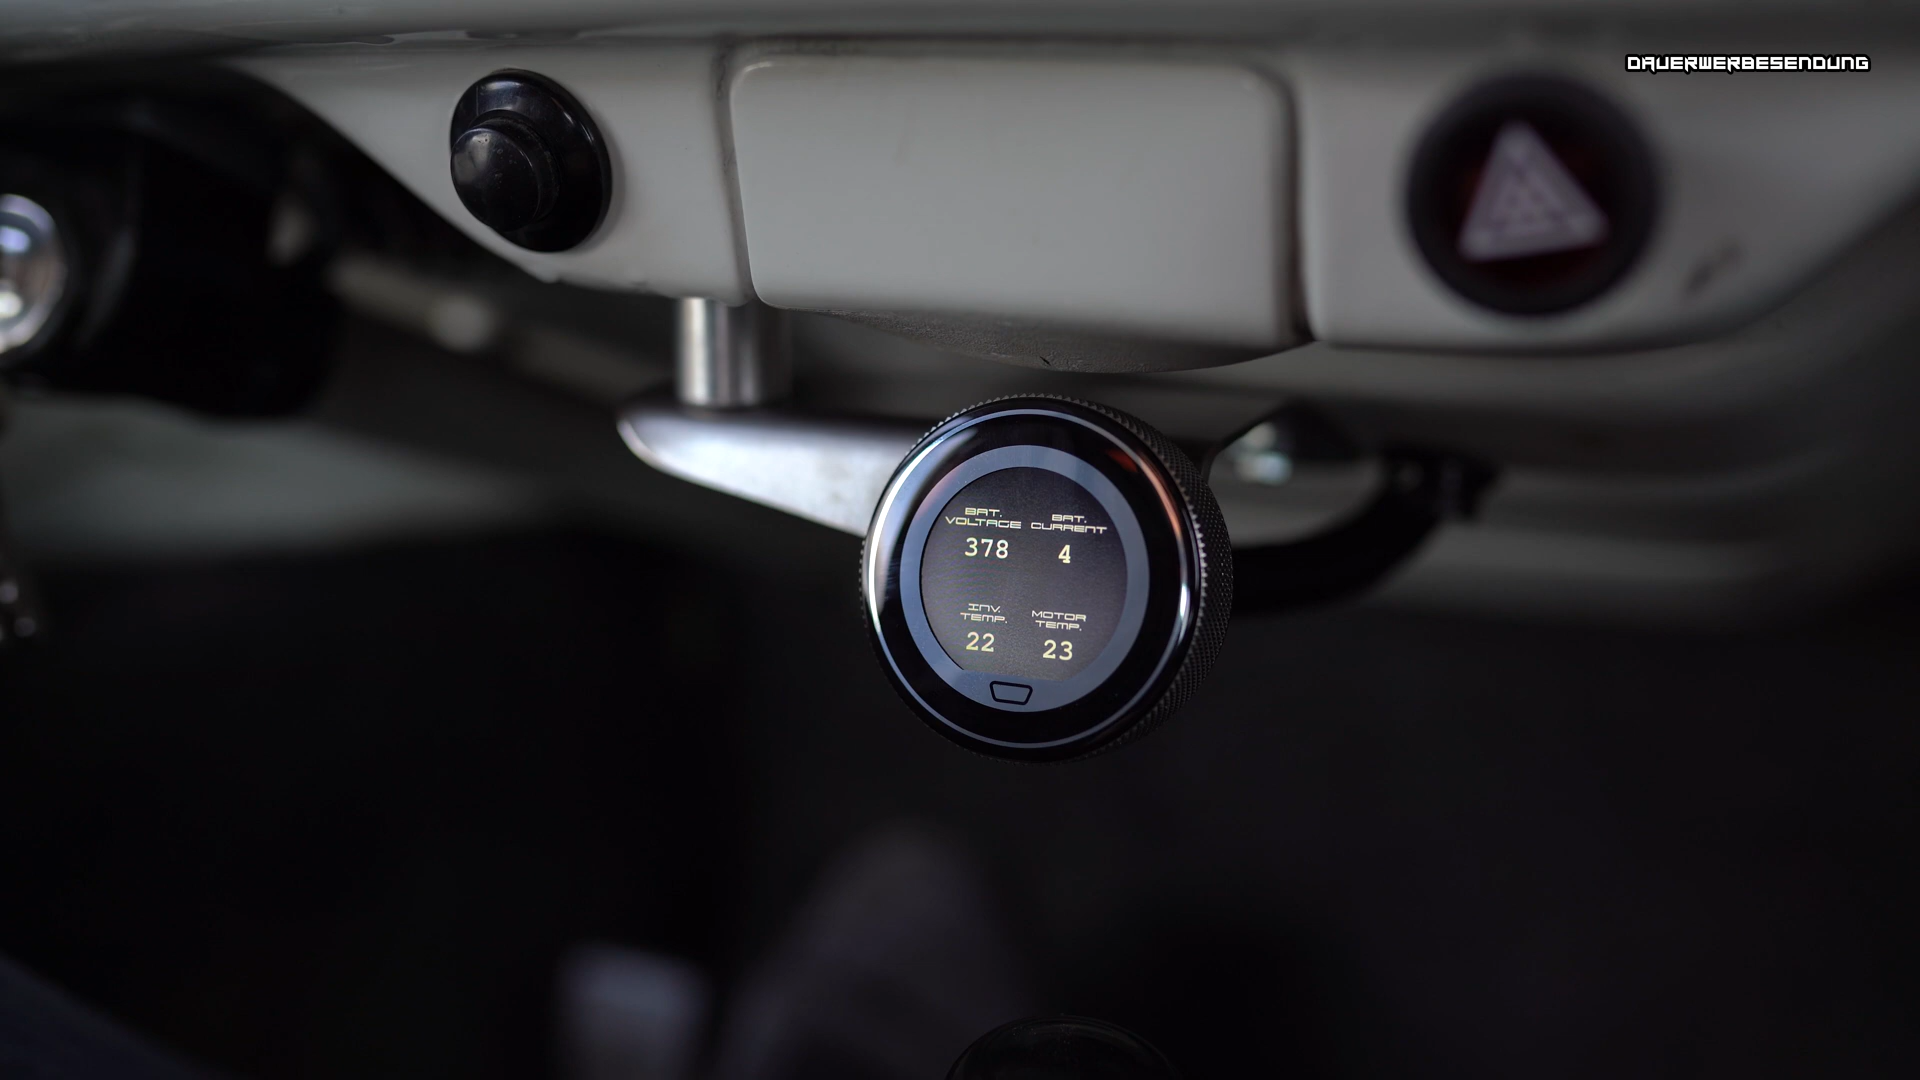 DAUERWERBESENDUNG
BAT.
VOLTAGE
378
BAT.
CURRENT
4
INV.
TEMP.
22
MOTOR
TEMP.
23